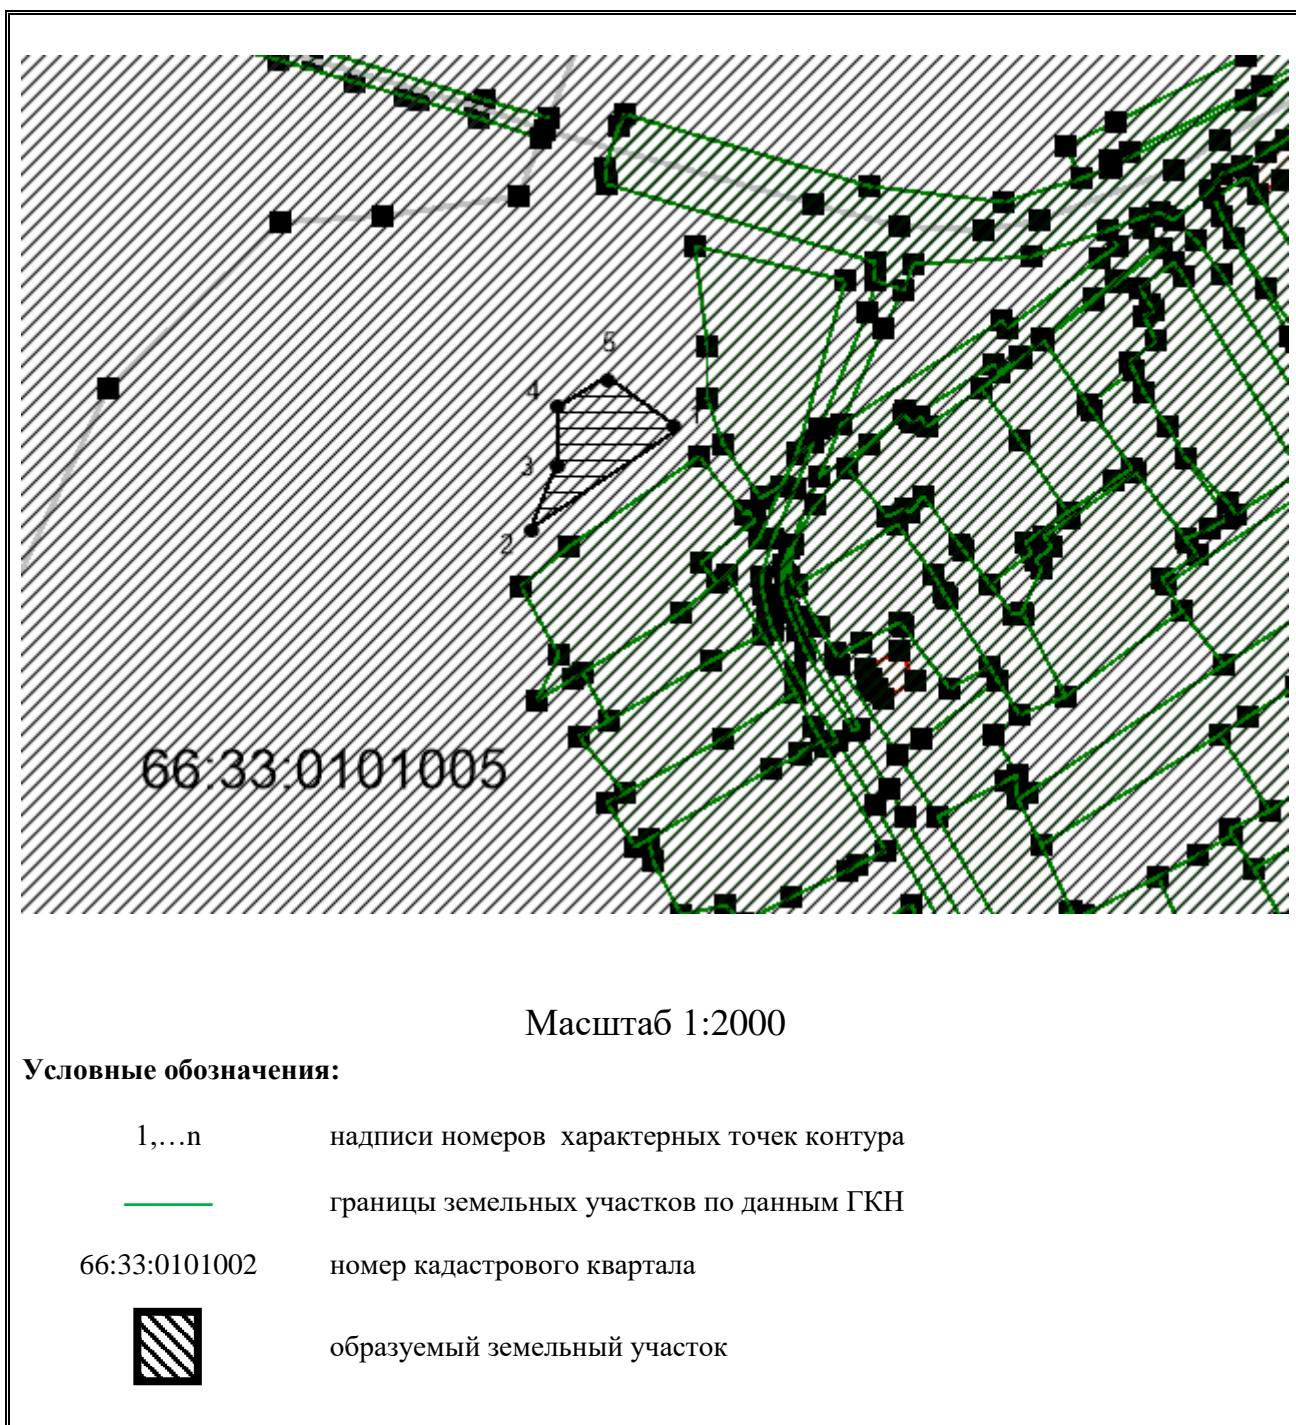 5
4
1
3
2
66:33:0101005
Масштаб 1:2000
Условные обозначения:
1,…n надписи номеров характерных точек контура
границы земельных участков по данным ГКН
66:33:0101002 номер кадастрового квартала
образуемый земельный участок